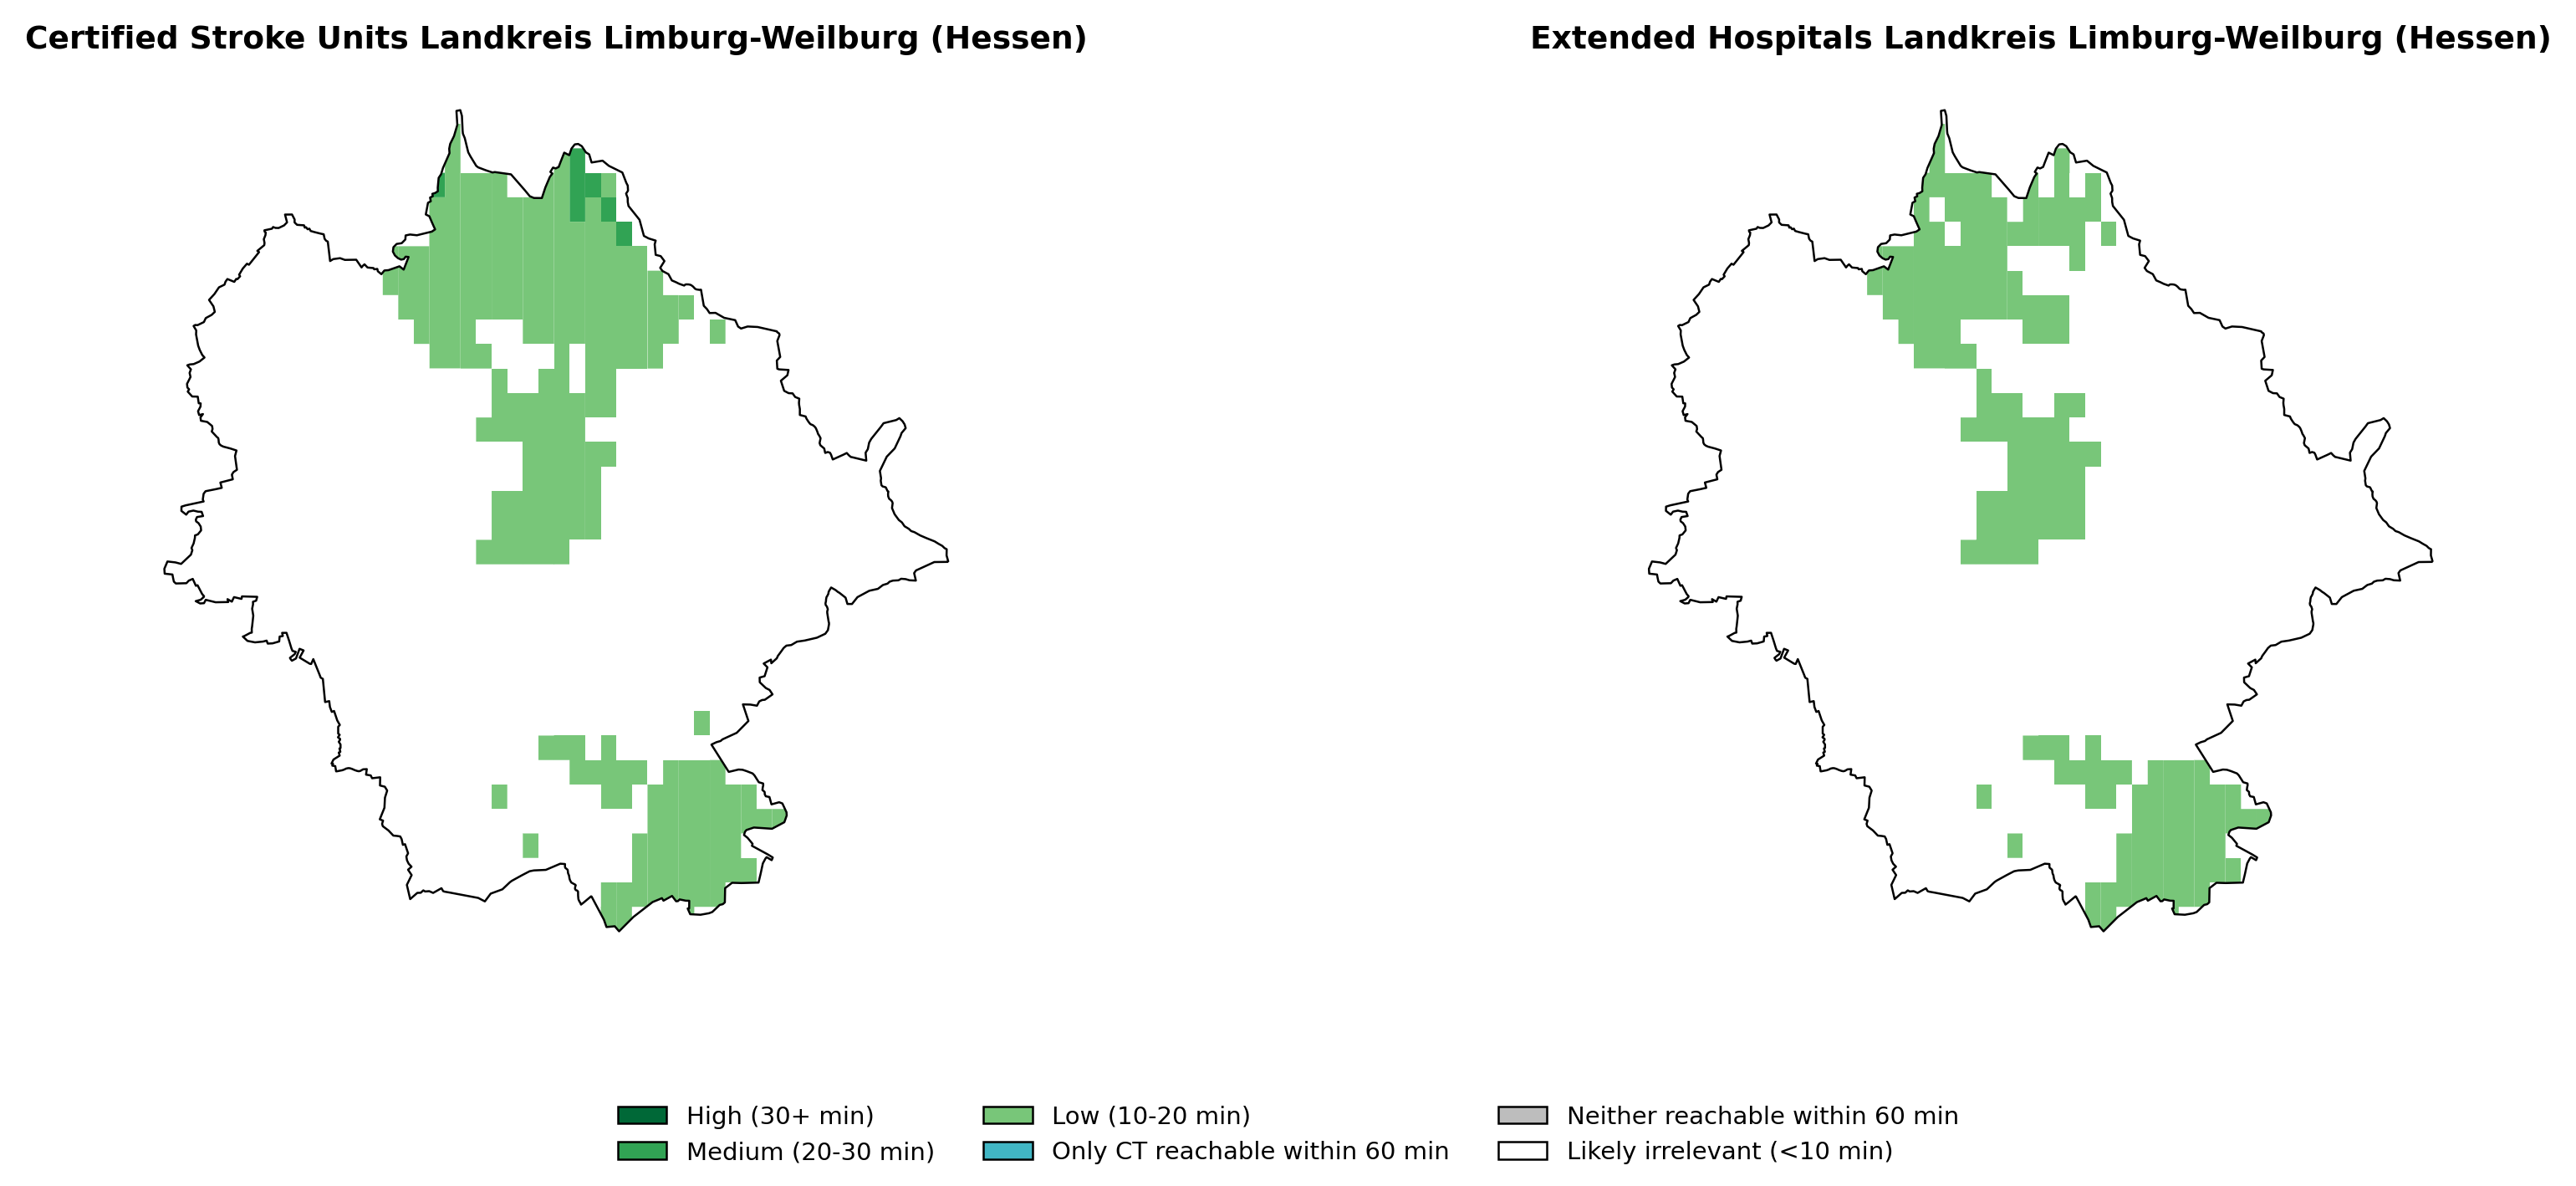 Certified Stroke Units Landkreis Limburg-Weilburg (Hessen)
Extended Hospitals Landkreis Limburg-Weilburg (Hessen)
High (30+ min)
Medium (20-30 min)
Low (10-20 min)
Only CT reachable within 60 min
Neither reachable within 60 min
Likely irrelevant (<10 min)